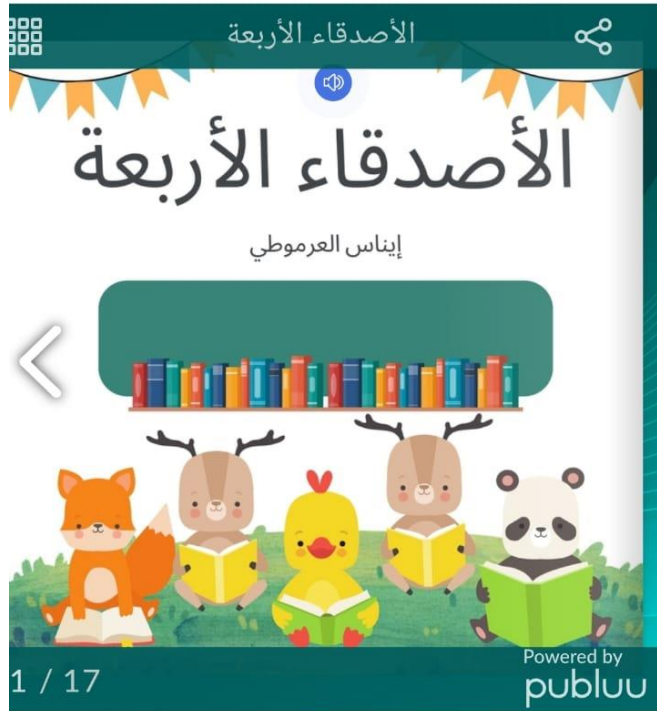 الأصدقاء الأربعة
الأصدقاء الأربعة
إيناس العرموطي
1 / 17
Powered by
publuu